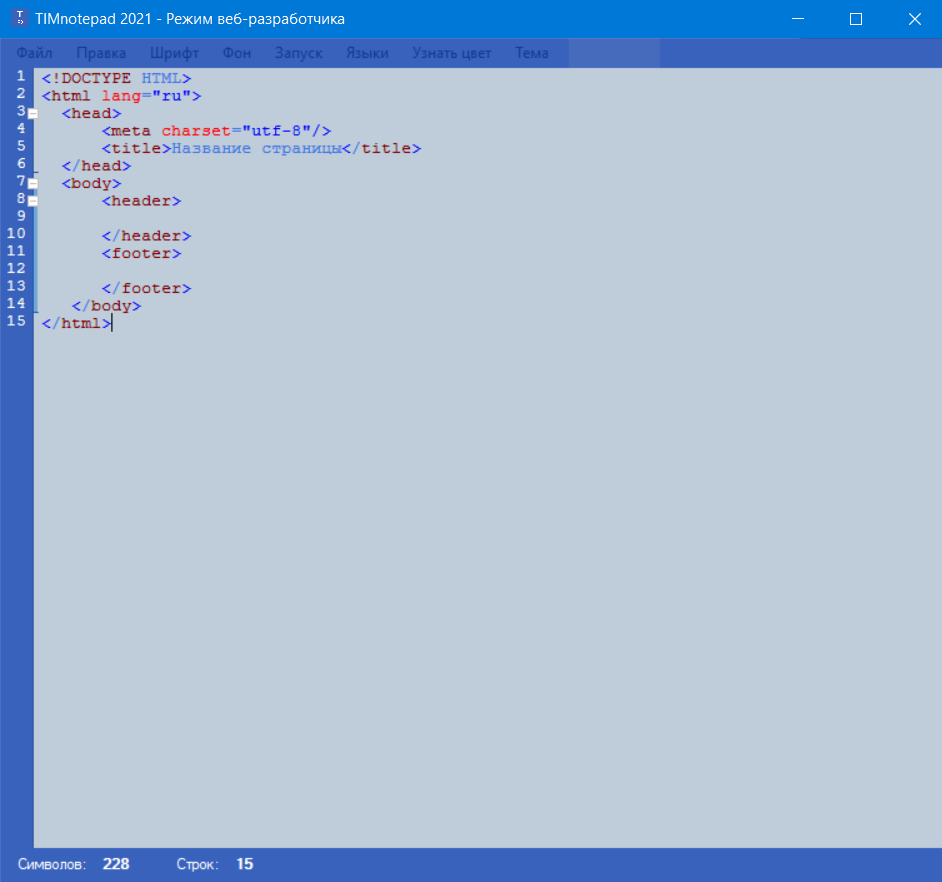 TIMnotepad 2021 - Режим веб-разработчика
Файл Правка Шрифт Фон Запуск Языки Узнать цвет Тема
1 <!DOCTYPE HTML>
2 <html lang="ru">
3 <head>
4 <meta charset="utf-8"/>
5 <title>Название страницы</title>
6 </head>
7 <body>
8 <header>
9
10 </header>
11 <footer>
12
13 </footer>
14 </body>
15 </html>
Символов: 228 Строк: 15